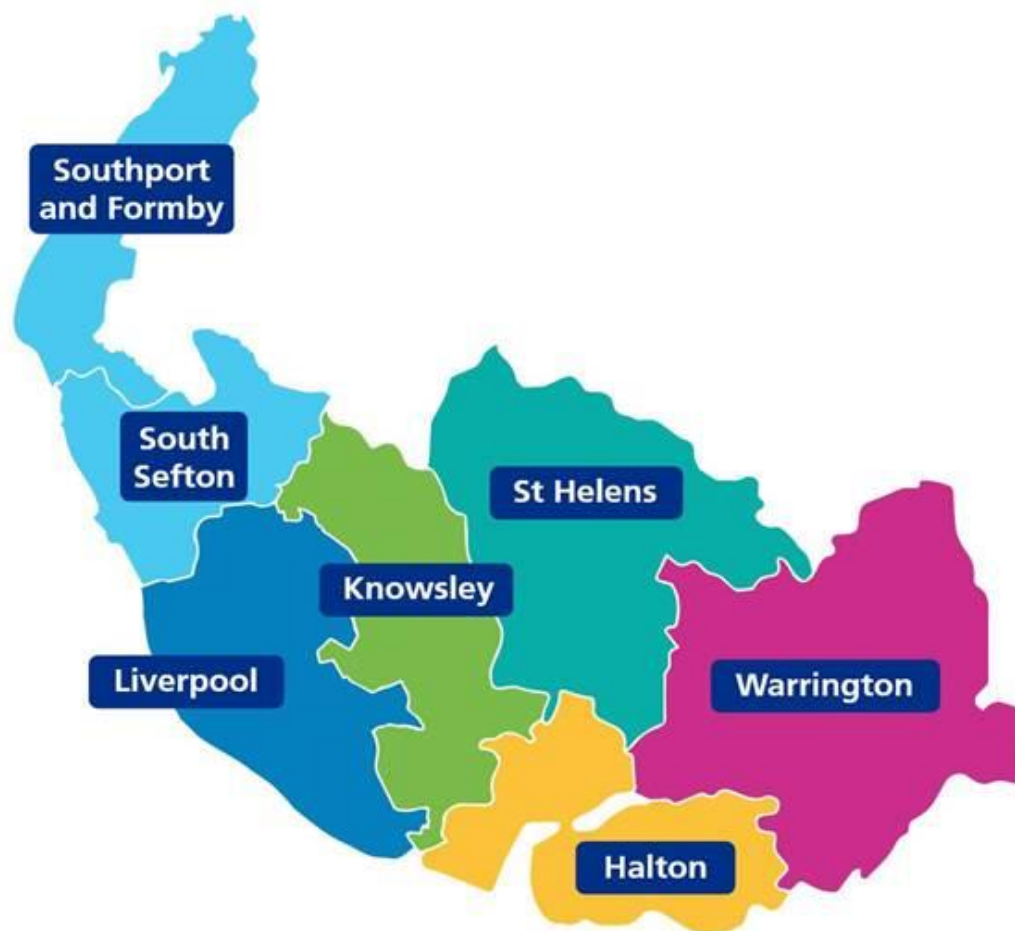 Southport
and Formby
South
Sefton
St Helens
Knowsley
Liverpool
Warrington
Halton